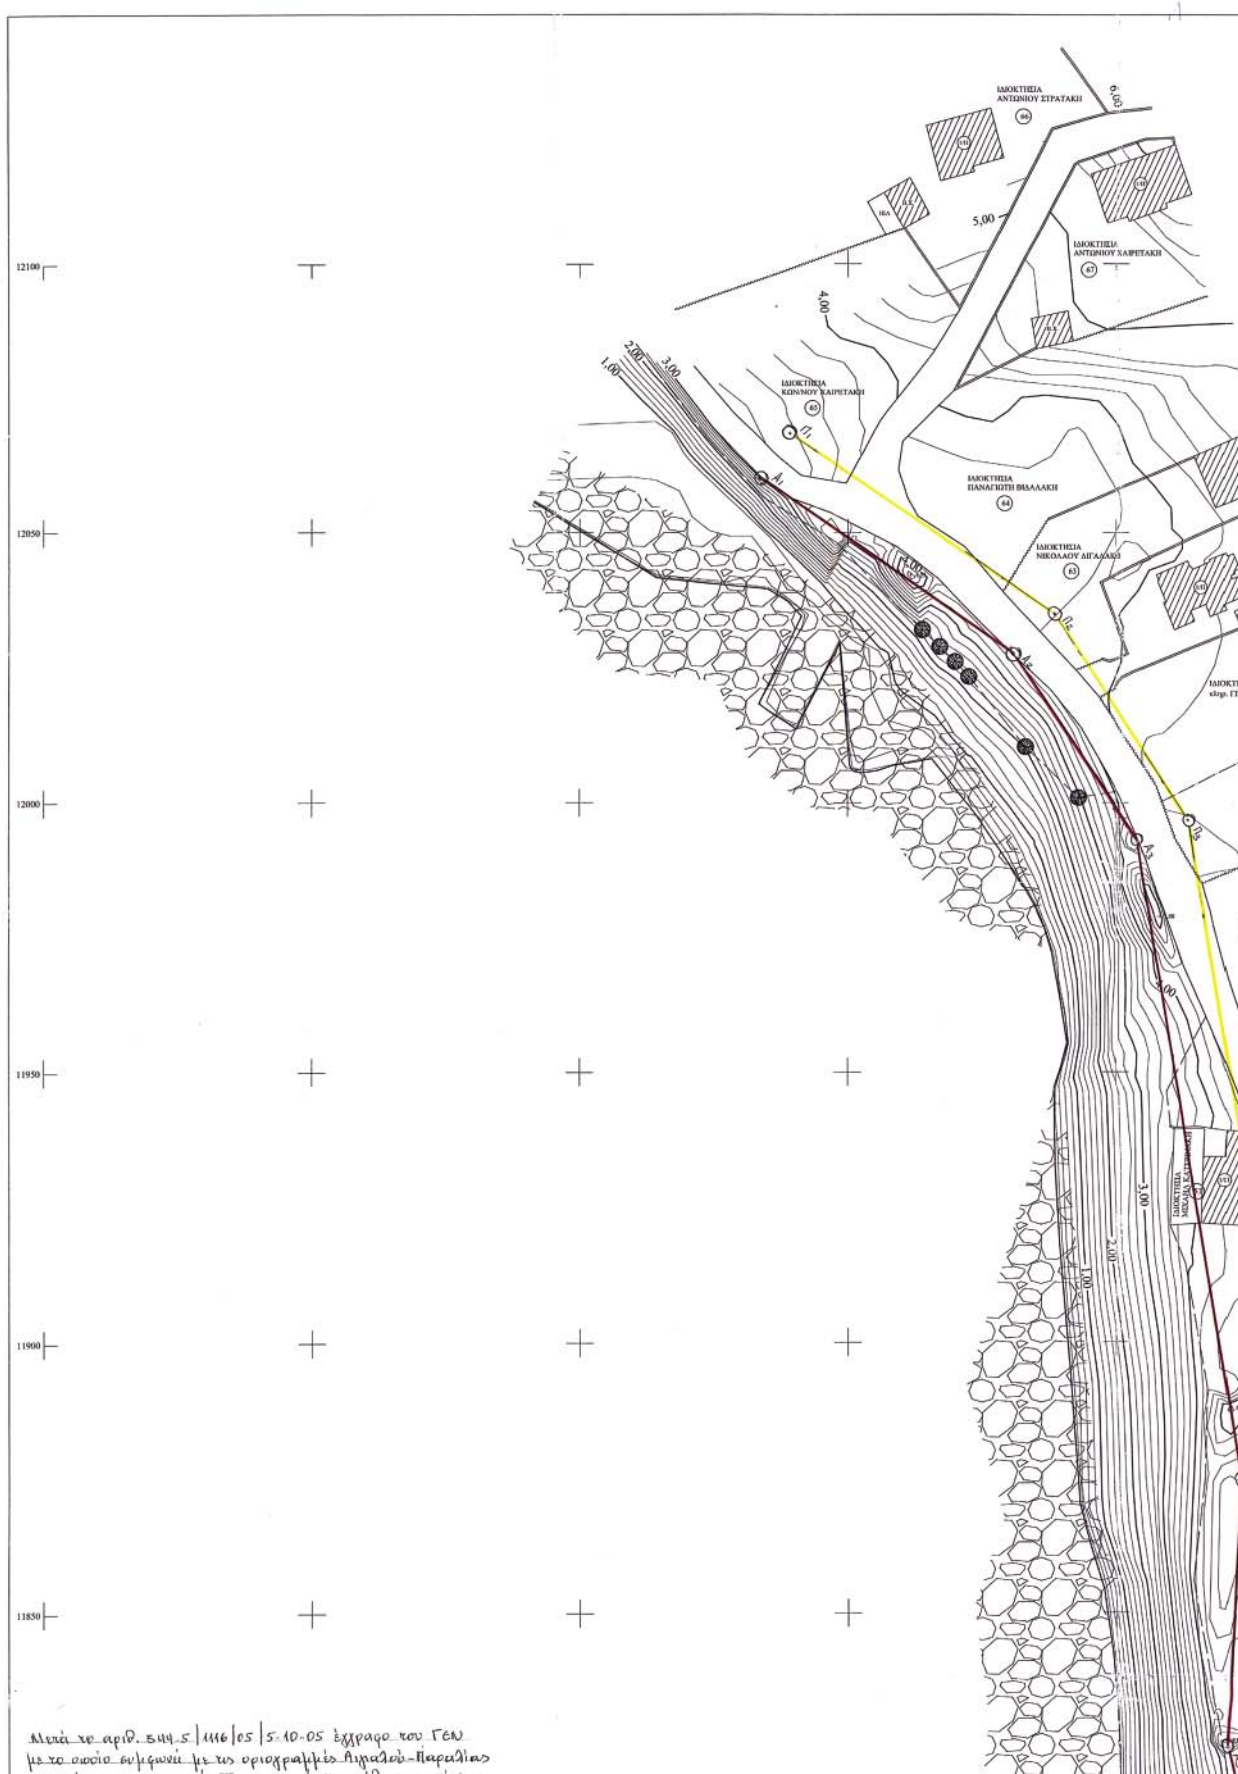 6,00
ΙΔΙΟΚΤΗΣΙΑ
ΑΝΤΩΝΙΟΥ ΣΤΡΑΤΑΚΗ
66
5,00
ΙΔΙΟΚΤΗΣΙΑ
ΑΝΤΩΝΙΟΥ ΧΑΙΡΕΤΑΚΗ
67
12100
4,00
3,00
2,00
1,00
ΙΔΙΟΚΤΗΣΙΑ
ΚΩΝ/ΝΟΥ ΧΑΙΡΕΤΑΚΗ
65
Π1
Α1
ΙΔΙΟΚΤΗΣΙΑ
ΠΑΝΑΓΙΩΤΗ ΒΙΔΑΛΑΚΗ
64
12050
ΙΔΙΟΚΤΗΣΙΑ
63
4,00
Π2
Α2
12000
Π3
Α3
4,00
11950
ΙΔΙΟΚΤΗΣΙΑ
3,00
2,00
1,00
11900
11850
Μετά το αριθ. 544.5/1116/05/5-10-05 έγγραφο του ΓΕΝ
με το οποίο συμφωνεί με τις οριογραμμές Αιγιαλού-Παραλίας